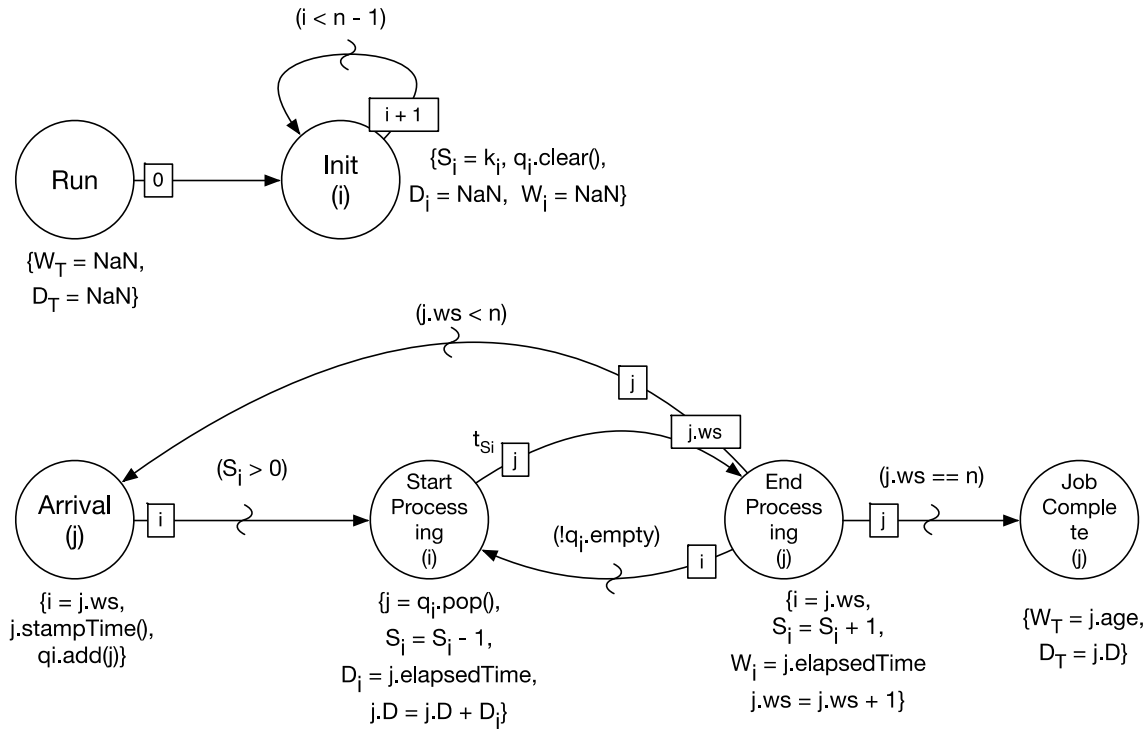 (i < n - 1)
i + 1
Run
0
Init
(i)
{Si = ki, qi.clear(),
Di = NaN, Wi = NaN}
{WT = NaN,
DT = NaN}
(j.ws < n)
j
tSi
j
j.ws
(Si > 0)
(j.ws == n)
Arrival
(j)
i
Start
Process
ing
(i)
(!qi.empty)
i
End
Process
ing
(j)
j
Job
Comple
te
(j)
{i = j.ws,
j.stampTime(),
qi.add(j)}
{j = qi.pop(),
Si = Si - 1,
Di = j.elapsedTime,
j.D = j.D + Di}
{i = j.ws,
Si = Si + 1,
Wi = j.elapsedTime
j.ws = j.ws + 1}
{WT = j.age,
DT = j.D}